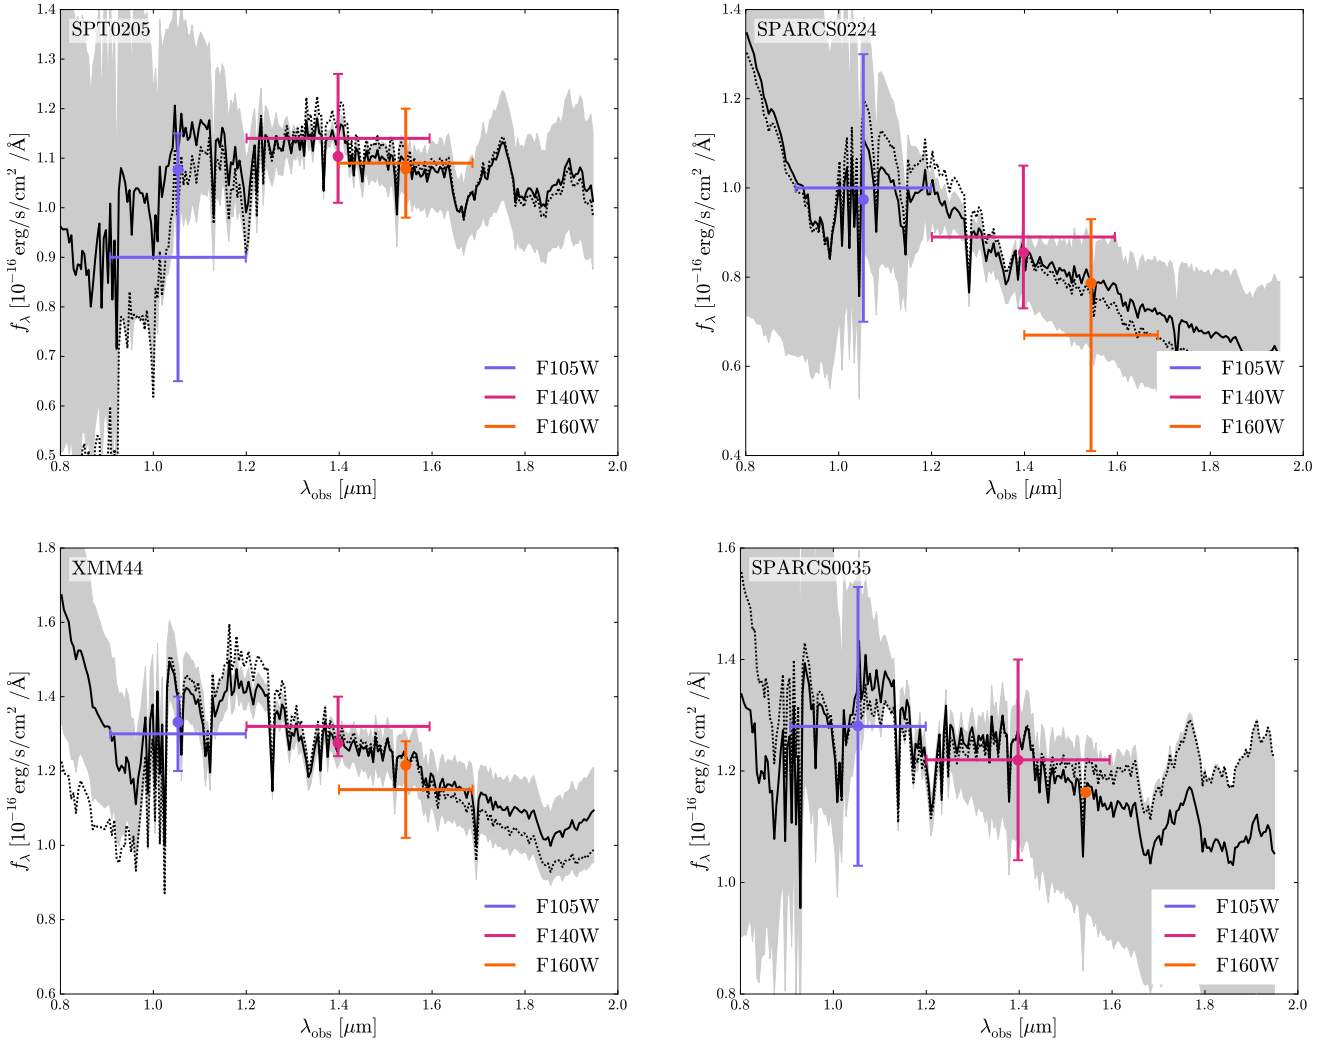 SPT0205
1.4
1.3
1.2
1.1
1.0
0.9
0.8
0.7
0.6
0.5
f_λ [10⁻¹⁶ erg/s/cm² /Å]
F105W
F140W
F160W
0.8 1.0 1.2 1.4 1.6 1.8 2.0
λ_obs [μm]
SPARCS0224
1.4
1.2
1.0
0.8
0.6
0.4
f_λ [10⁻¹⁶ erg/s/cm² /Å]
F105W
F140W
F160W
0.8 1.0 1.2 1.4 1.6 1.8 2.0
λ_obs [μm]
XMM44
1.8
1.6
1.4
1.2
1.0
0.8
0.6
f_λ [10⁻¹⁶ erg/s/cm² /Å]
F105W
F140W
F160W
0.8 1.0 1.2 1.4 1.6 1.8 2.0
λ_obs [μm]
SPARCS0035
1.6
1.4
1.2
1.0
0.8
f_λ [10⁻¹⁶ erg/s/cm² /Å]
F105W
F140W
F160W
0.8 1.0 1.2 1.4 1.6 1.8 2.0
λ_obs [μm]